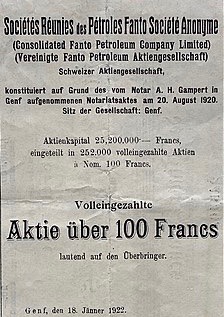 Sociétés Réunies des Pétroles Fanto Société Anonyme
(Consolidated Fanto Petroleum Company Limited)
(Vereinigte Fanto Petroleum Aktiengesellschaft)
Schweizer Aktiengesellschaft,
konstituiert auf Grund des vom Notar A. H. Gampert in
Genf aufgenommenen Notariatsaktes am 20. August 1920.
Sitz der Gesellschaft: Genf.
Aktienkapital 25,200.000·— Francs,
eingeteilt in 252.000 volleingezahlte Aktien
à Nom. 100 Francs.
Volleingezahlte
Aktie über 100 Francs
lautend auf den Überbringer.
Genf, den 18. Jänner 1922.